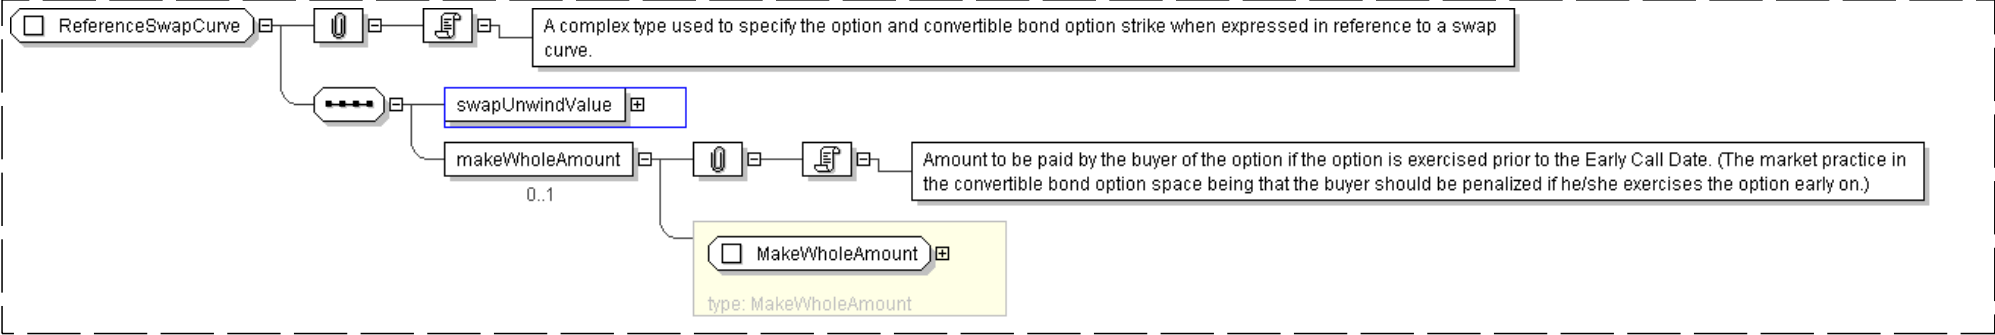 ReferenceSwapCurve
A complex type used to specify the option and convertible bond option strike when expressed in reference to a swap
curve.
swapUnwindValue
makeWholeAmount
0..1
Amount to be paid by the buyer of the option if the option is exercised prior to the Early Call Date. (The market practice in
the convertible bond option space being that the buyer should be penalized if he/she exercises the option early on.)
MakeWholeAmount
type: MakeWholeAmount